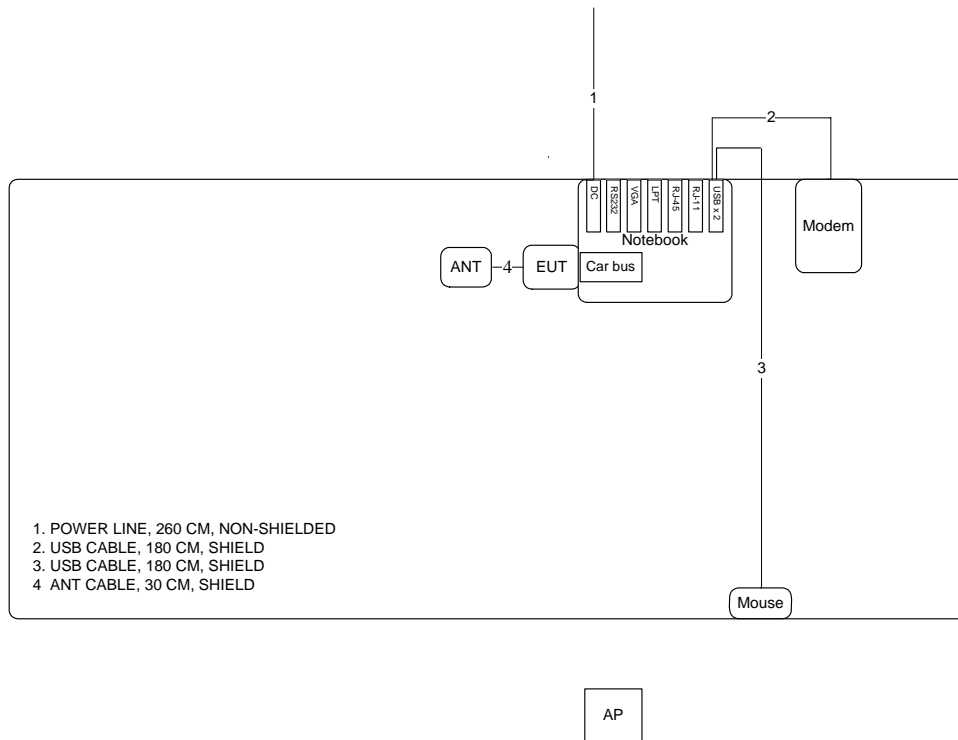 1
2
DC
RS232
VGA
LPT
RJ-45
RJ-11
USB x 2
Notebook
Modem
ANT
4
EUT
Car bus
3
1. POWER LINE, 260 CM, NON-SHIELDED
2. USB CABLE, 180 CM, SHIELD
3. USB CABLE, 180 CM, SHIELD
4 ANT CABLE, 30 CM, SHIELD
Mouse
AP